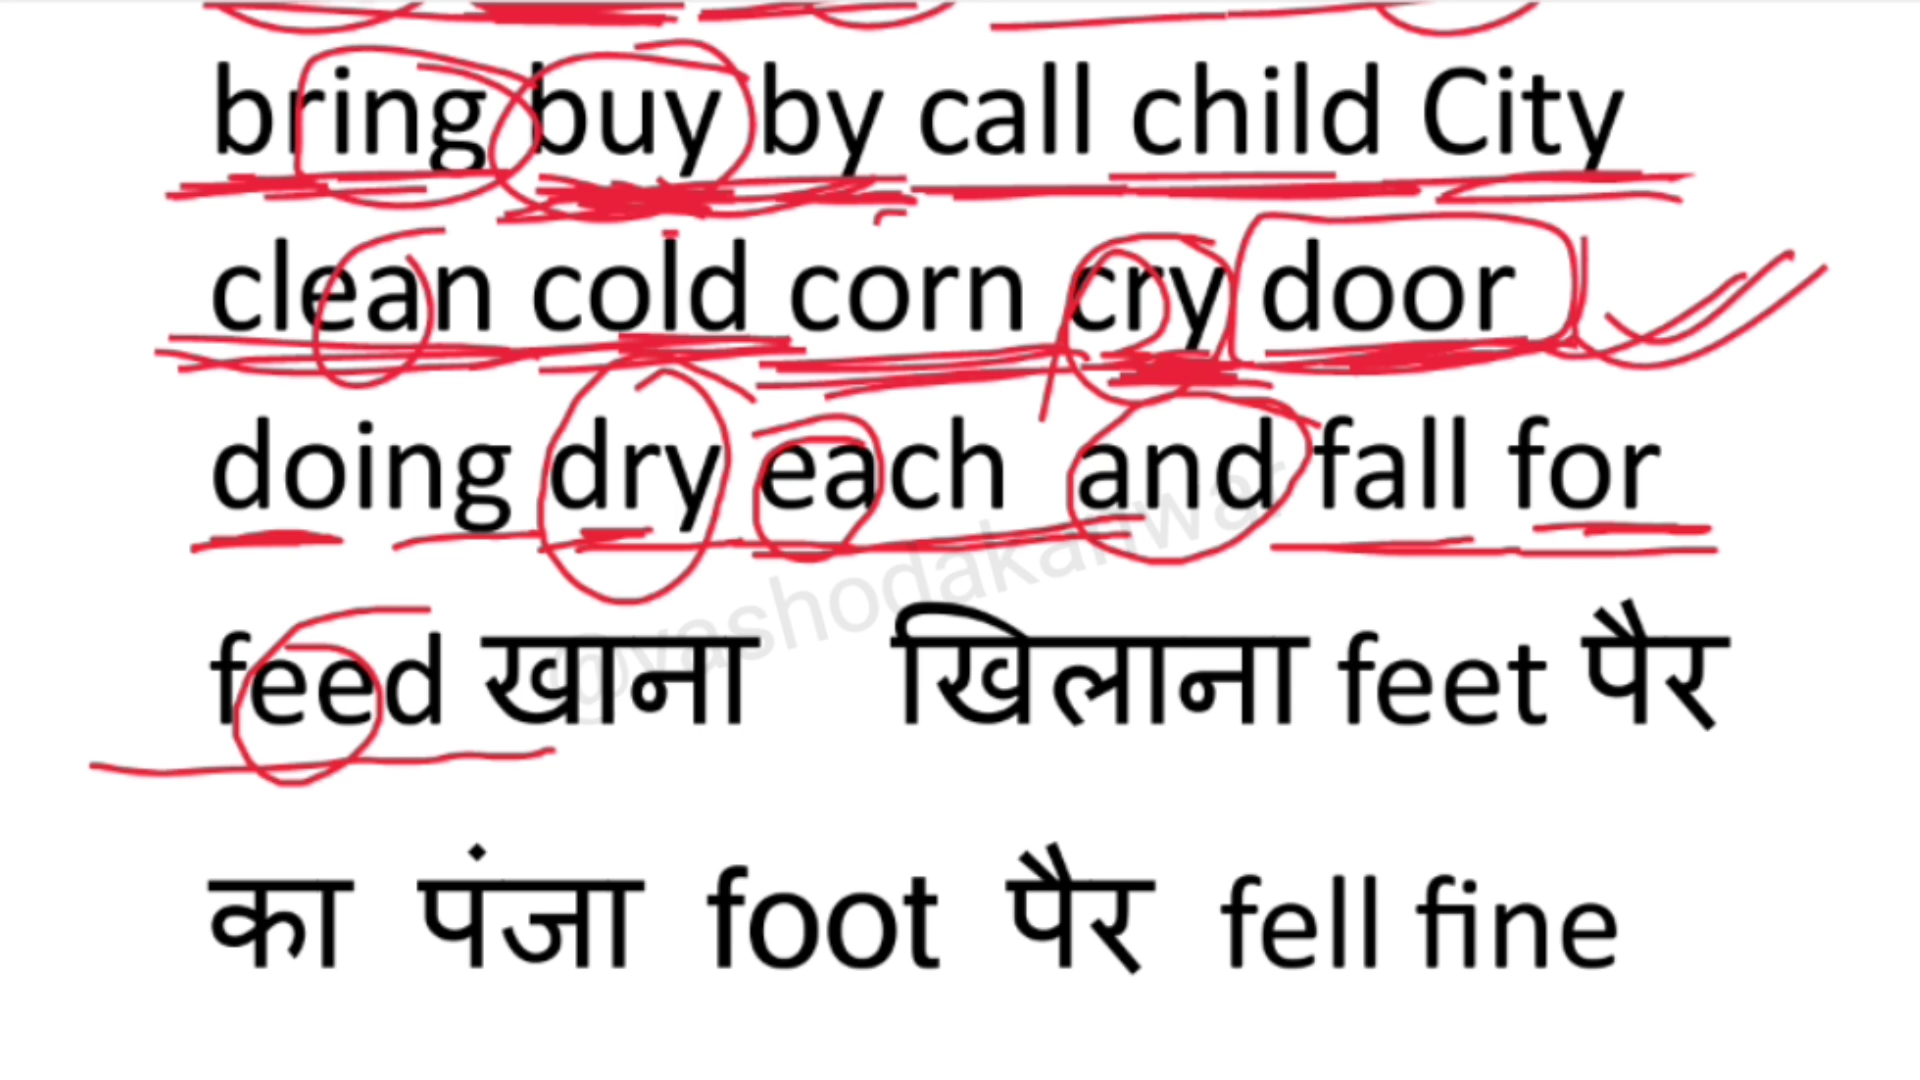 bring buy by call child City
clean cold corn cry door
doing dry each and fall for
feed खाना खिलाना feet पैर
का पंजा foot पैर fell fine
@yashodakanwar